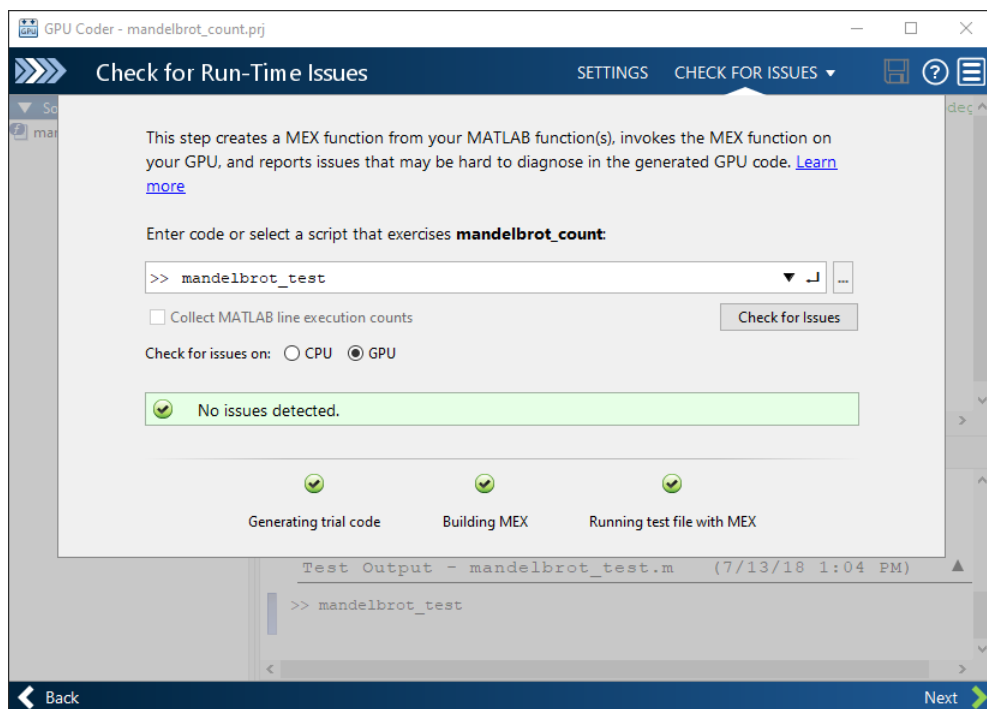 GPU Coder - mandelbrot_count.prj
Check for Run-Time Issues
SETTINGS
CHECK FOR ISSUES
So
man
deg
This step creates a MEX function from your MATLAB function(s), invokes the MEX function on
your GPU, and reports issues that may be hard to diagnose in the generated GPU code. Learn
more
Enter code or select a script that exercises mandelbrot_count:
>> mandelbrot_test
...
Collect MATLAB line execution counts
Check for Issues
Check for issues on: CPU GPU
No issues detected.
Generating trial code
Building MEX
Running test file with MEX
Test Output - mandelbrot_test.m (7/13/18 1:04 PM)
>> mandelbrot_test
Back
Next